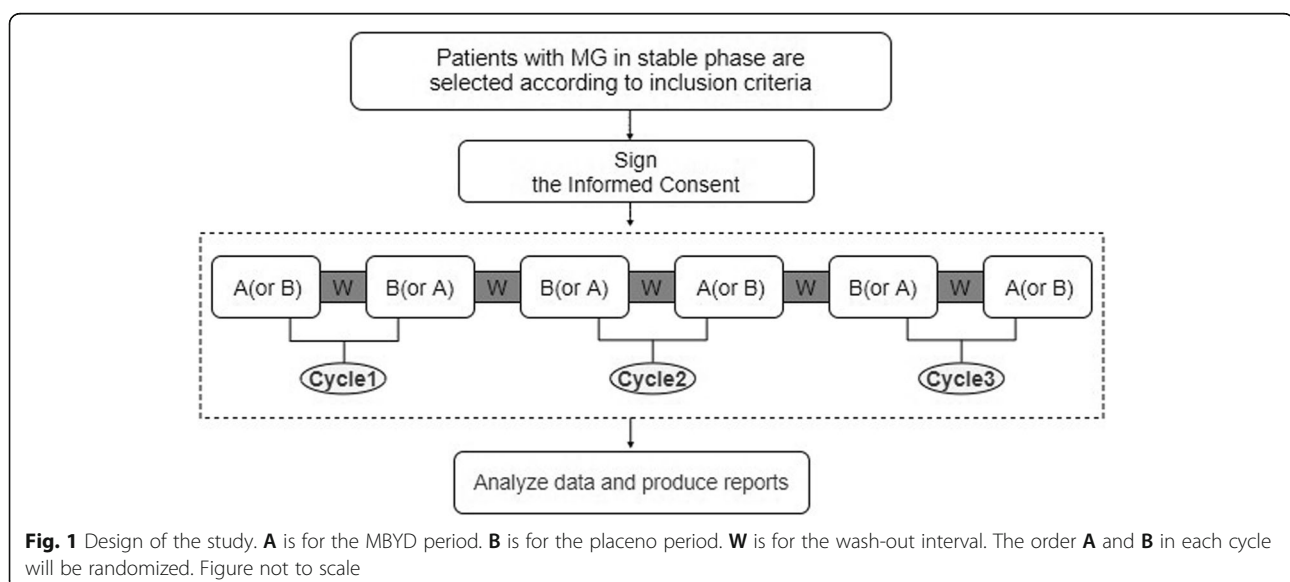 Patients with MG in stable phase are
selected according to inclusion criteria
Sign
the Informed Consent
A(or B) W B(or A) W B(or A) W A(or B) W B(or A) W A(or B)
Cycle1 Cycle2 Cycle3
Analyze data and produce reports
Fig. 1 Design of the study. A is for the MBYD period. B is for the placeno period. W is for the wash-out interval. The order A and B in each cycle
will be randomized. Figure not to scale